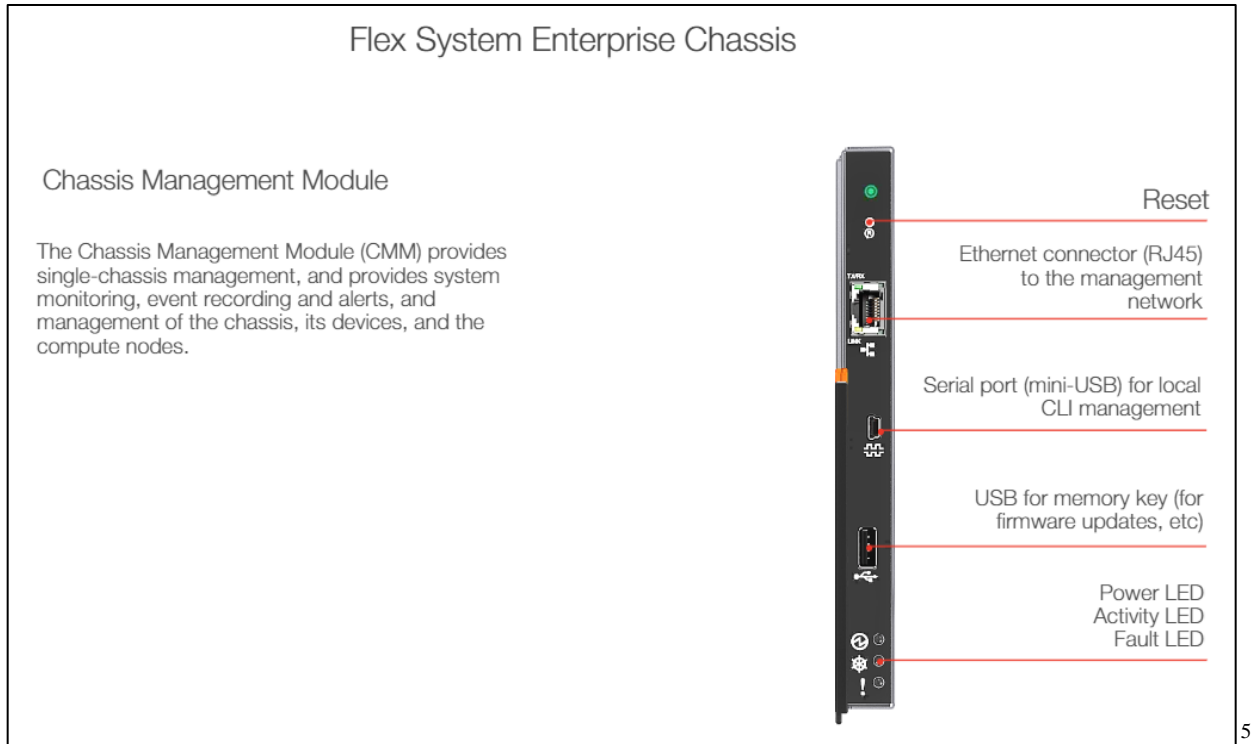 Flex System Enterprise Chassis
Chassis Management Module
The Chassis Management Module (CMM) provides
single-chassis management, and provides system
monitoring, event recording and alerts, and
management of the chassis, its devices, and the
compute nodes.
Reset
Ethernet connector (RJ45)
to the management
network
TX/RX
LINK
Serial port (mini-USB) for local
CLI management
USB for memory key (for
firmware updates, etc)
Power LED
Activity LED
Fault LED
!
5